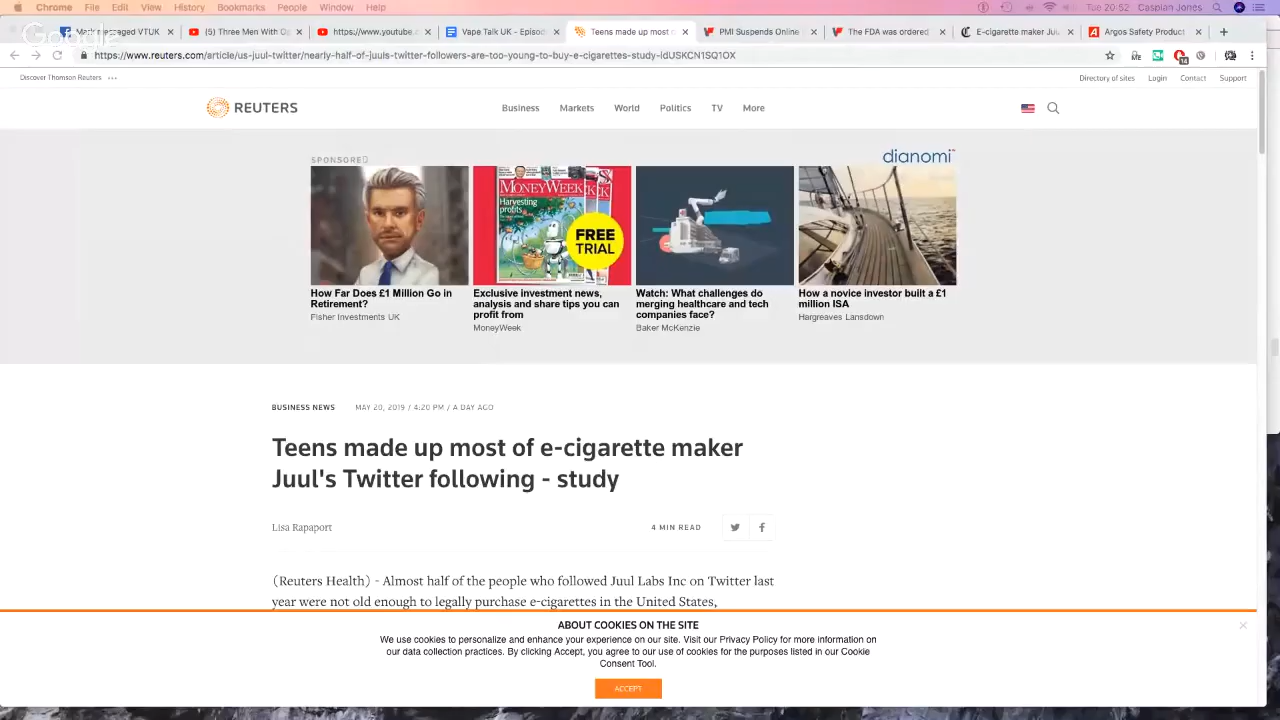 Chrome File Edit View History Bookmarks People Window Help
Tue 21 May 20:52 Caspian Jones
messaged VTUK
(5) Three Men With
https://www.youtube.c
Vape Talk UK - Episod
Teens made up most o
PMI Suspends Online
The FDA was ordered
E-cigarette maker Juu
Argos Safety Product
https://www.reuters.com/article/us-juul-twitter/nearly-half-of-juuls-twitter-followers-are-too-young-to-buy-e-cigarettes-study-idUSKCN1SQ1OX
Discover Thomson Reuters
Directory of sites Login Contact Support
REUTERS
Business Markets World Politics TV More
SPONSORED
dianomi
MONEYWEEK
Harvesting
profits
FREE
TRIAL
How Far Does £1 Million Go in
Retirement?
Fisher Investments UK
Exclusive investment news,
analysis and share tips you can
profit from
MoneyWeek
Watch: What challenges do
merging healthcare and tech
companies face?
Baker McKenzie
How a novice investor built a £1
million ISA
Hargreaves Lansdown
BUSINESS NEWS MAY 20, 2019 / 4:20 PM / A DAY AGO
Teens made up most of e-cigarette maker
Juul's Twitter following - study
Lisa Rapaport
4 MIN READ
(Reuters Health) - Almost half of the people who followed Juul Labs Inc on Twitter last
year were not old enough to legally purchase e-cigarettes in the United States,
ABOUT COOKIES ON THE SITE
We use cookies to personalize and enhance your experience on our site. Visit our Privacy Policy for more information on
our data collection practices. By clicking Accept, you agree to our use of cookies for the purposes listed in our Cookie
Consent Tool.
ACCEPT